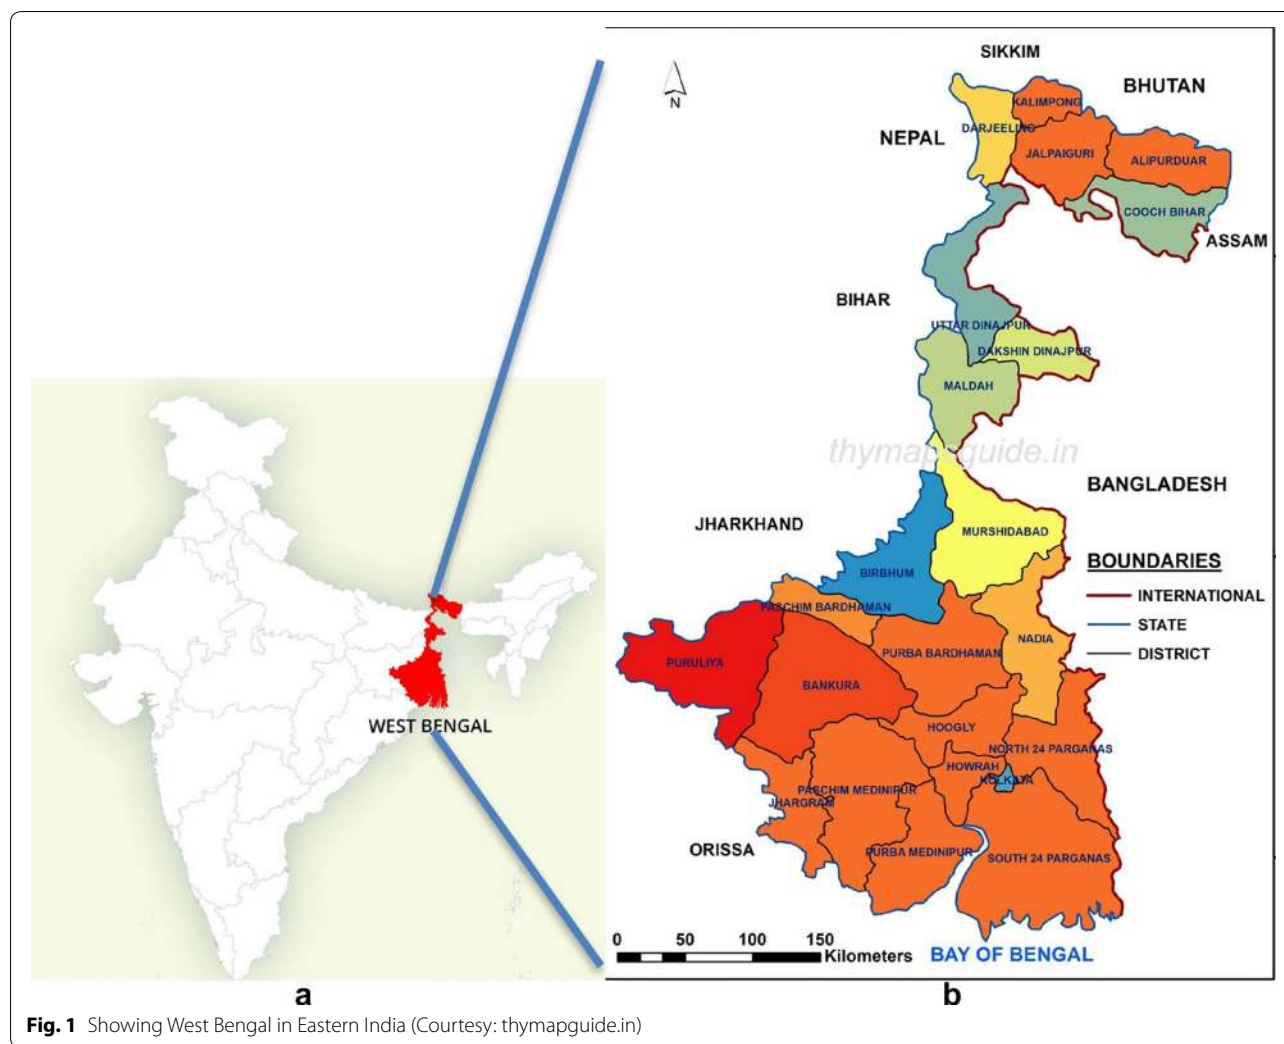 SIKKIM
BHUTAN
N
KALIMPONG
DARJEELING
NEPAL
JALPAIGURI
ALIPURDUAR
COOCH BIHAR
ASSAM
BIHAR
UTTAR DINAJPUR
DAKSHIN DINAJPUR
MALDAH
thymapsguide.in
BANGLADESH
JHARKHAND
MURSHIDABAD
BOUNDARIES
BIRBHUM
INTERNATIONAL
PASCHIM BARDHAMAN
STATE
NADIA
PURBA BARDHAMAN
DISTRICT
PURULIYA
BANKURA
WEST BENGAL
HOOGLY
NORTH 24 PARGANAS
HOWRAH
KOLKATA
PASCHIM MEDINIPUR
JHARGRAM
ORISSA
PURBA MEDINIPUR
SOUTH 24 PARGANAS
0 50 100 150
Kilometers
BAY OF BENGAL
a
b
Fig. 1 Showing West Bengal in Eastern India (Courtesy: thymapguide.in)